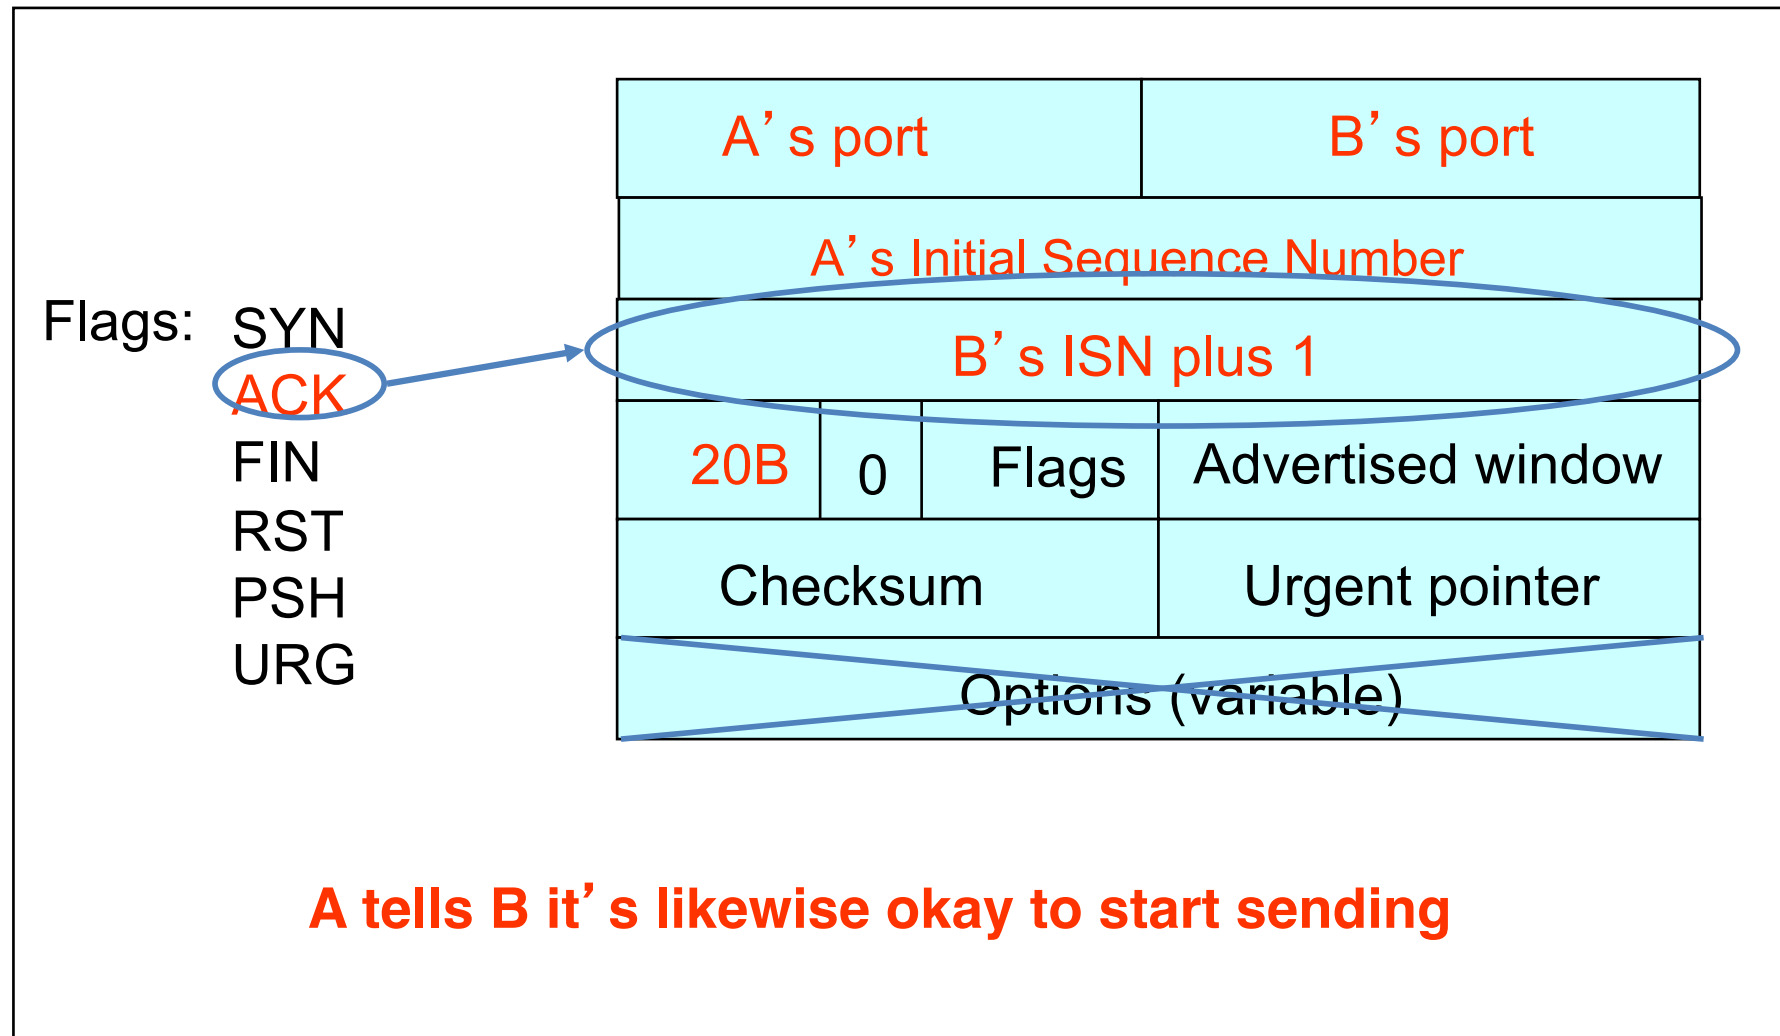 A’s port B’s port
A’s Initial Sequence Number
Flags: SYN
B’s ISN plus 1
ACK
FIN
20B 0 Flags Advertised window
RST
PSH
Checksum Urgent pointer
URG
Options (variable)
A tells B it’s likewise okay to start sending